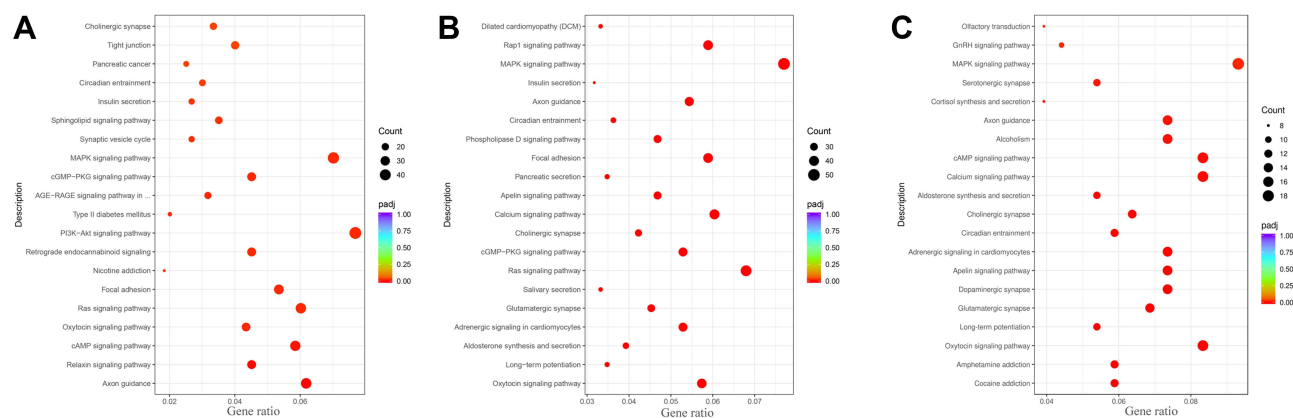 A
Description
Cholinergic synapse
Tight junction
Pancreatic cancer
Circadian entrainment
Insulin secretion
Sphingolipid signaling pathway
Synaptic vesicle cycle
MAPK signaling pathway
cGMP−PKG signaling pathway
AGE−RAGE signaling pathway in ...
Type II diabetes mellitus
PI3K−Akt signaling pathway
Retrograde endocannabinoid signaling
Nicotine addiction
Focal adhesion
Ras signaling pathway
Oxytocin signaling pathway
cAMP signaling pathway
Relaxin signaling pathway
Axon guidance
0.02 0.04 0.06
Gene ratio
Count
20
30
40
padj
1.00
0.75
0.50
0.25
0.00
B
Description
Dilated cardiomyopathy (DCM)
Rap1 signaling pathway
MAPK signaling pathway
Insulin secretion
Axon guidance
Circadian entrainment
Phospholipase D signaling pathway
Focal adhesion
Pancreatic secretion
Apelin signaling pathway
Calcium signaling pathway
Cholinergic synapse
cGMP−PKG signaling pathway
Ras signaling pathway
Salivary secretion
Glutamatergic synapse
Adrenergic signaling in cardiomyocytes
Aldosterone synthesis and secretion
Long−term potentiation
Oxytocin signaling pathway
0.03 0.04 0.05 0.06 0.07
Gene ratio
Count
30
40
50
padj
1.00
0.75
0.50
0.25
0.00
C
Description
Olfactory transduction
GnRH signaling pathway
MAPK signaling pathway
Serotonergic synapse
Cortisol synthesis and secretion
Axon guidance
Alcoholism
cAMP signaling pathway
Calcium signaling pathway
Aldosterone synthesis and secretion
Cholinergic synapse
Circadian entrainment
Adrenergic signaling in cardiomyocytes
Apelin signaling pathway
Dopaminergic synapse
Glutamatergic synapse
Long−term potentiation
Oxytocin signaling pathway
Amphetamine addiction
Cocaine addiction
0.04 0.06 0.08
Gene ratio
Count
8
10
12
14
16
18
padj
1.00
0.75
0.50
0.25
0.00